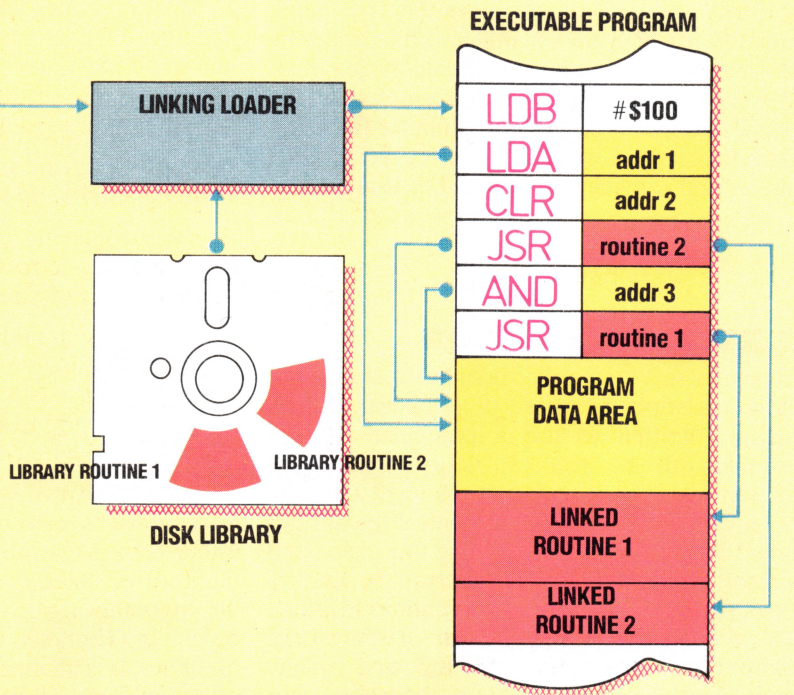 EXECUTABLE PROGRAM
LINKING LOADER
LDB #$100
LDA addr 1
CLR addr 2
JSR routine 2
AND addr 3
JSR routine 1
PROGRAM
DATA AREA
LIBRARY ROUTINE 1
LIBRARY ROUTINE 2
DISK LIBRARY
LINKED
ROUTINE 1
LINKED
ROUTINE 2